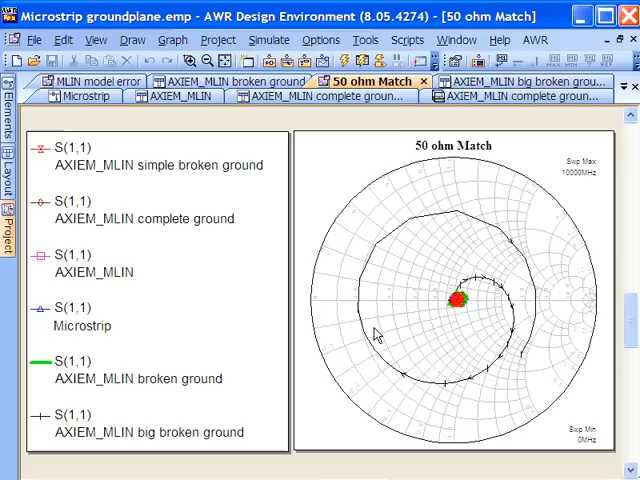 Microstrip groundplane.emp - AWR Design Environment (8.05.4274) - [50 ohm Match]
File Edit View Draw Graph Project Simulate Options Tools Scripts Window Help AWR
MLIN model error AXIEM_MLIN broken ground 50 ohm Match AXIEM_MLIN big broken grou...
Microstrip AXIEM_MLIN AXIEM_MLIN complete groun... AXIEM_MLIN complete groun...
Elements
Layout
Project
S(1,1)
AXIEM_MLIN simple broken ground
S(1,1)
AXIEM_MLIN complete ground
S(1,1)
AXIEM_MLIN
S(1,1)
Microstrip
S(1,1)
AXIEM_MLIN broken ground
S(1,1)
AXIEM_MLIN big broken ground
50 ohm Match
Swp Max
10000MHz
Swp Min
0MHz